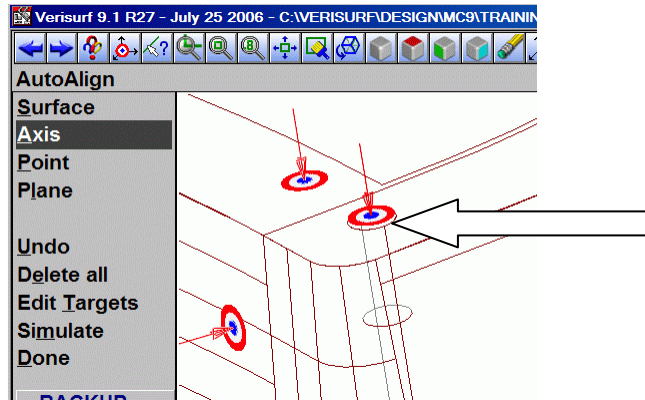 Verisurf 9.1 R27 - July 25 2006 - C:\VERISURF\DESIGN\MC9\TRAININ
AutoAlign
Surface
Axis
Point
Plane
Undo
Delete all
Edit Targets
Simulate
Done
BACKUP